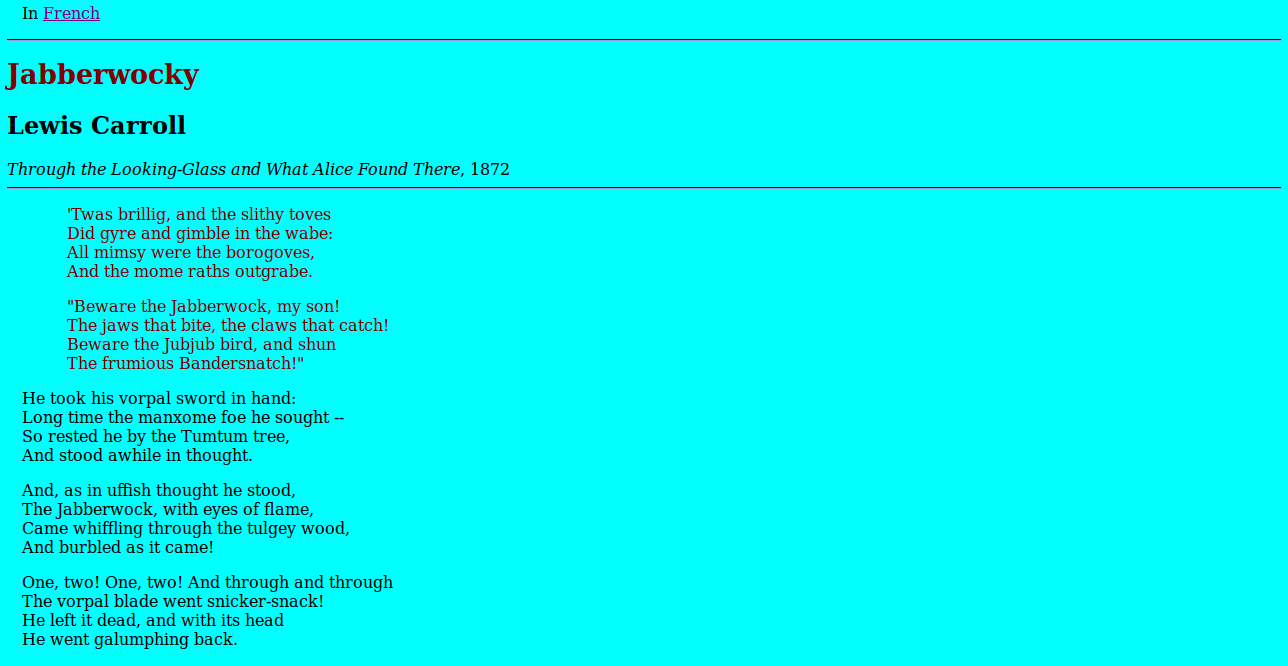 In French
Jabberwocky
Lewis Carroll
Through the Looking-Glass and What Alice Found There, 1872
'Twas brillig, and the slithy toves
Did gyre and gimble in the wabe:
All mimsy were the borogoves,
And the mome raths outgrabe.
"Beware the Jabberwock, my son!
The jaws that bite, the claws that catch!
Beware the Jubjub bird, and shun
The frumious Bandersnatch!"
He took his vorpal sword in hand:
Long time the manxome foe he sought --
So rested he by the Tumtum tree,
And stood awhile in thought.
And, as in uffish thought he stood,
The Jabberwock, with eyes of flame,
Came whiffling through the tulgey wood,
And burbled as it came!
One, two! One, two! And through and through
The vorpal blade went snicker-snack!
He left it dead, and with its head
He went galumphing back.